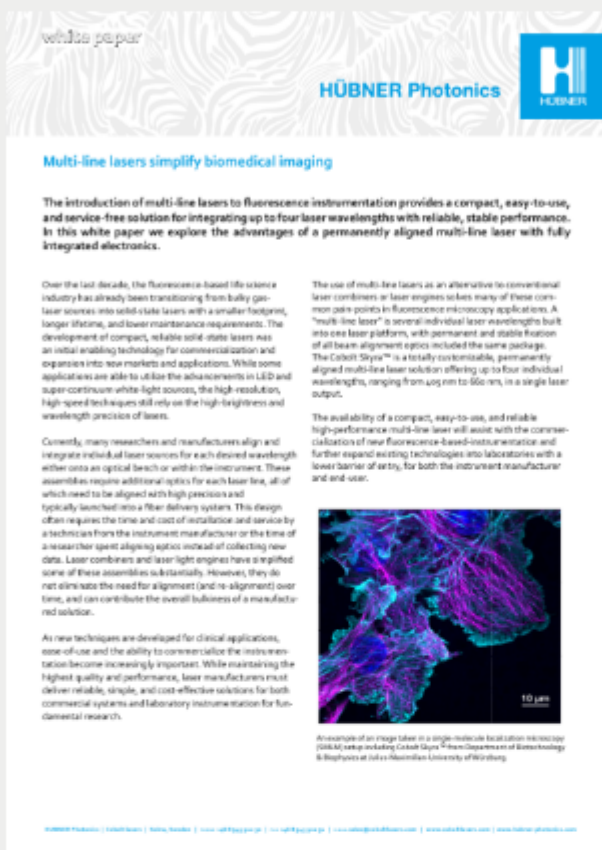 white paper
HÜBNER Photonics
HÜBNER
Multi-line lasers simplify biomedical imaging
The introduction of multi-line lasers to fluorescence instrumentation provides a compact, easy-to-use,
and service-free solution for integrating up to four laser wavelengths with reliable, stable performance.
In this white paper we explore the advantages of a permanently aligned multi-line laser with fully
integrated electronics.
Over the last decade, the fluorescence-based life science
industry has already been transitioning from bulky gas-
laser sources into solid-state lasers with a smaller footprint,
longer lifetime, and lower maintenance requirements. The
development of compact, reliable solid-state lasers was
an initial enabling technology for commercialization and
expansion into new markets and applications. While some
applications are able to utilize the advancements in LED and
super-continuum white-light sources, the high-resolution,
high-speed techniques still rely on the high-brightness and
wavelength precision of lasers.
Currently, many researchers and manufacturers align and
integrate individual laser sources for each desired wavelength
either onto an optical bench or within the instrument. These
assemblies require additional optics for each laser line, all of
which need to be aligned with high precision and
typically launched into a fiber delivery system. This design
often requires the time and cost of installation and service by
a technician from the instrument manufacturer or the time of
a researcher spent aligning optics instead of collecting new
data. Laser combiners and laser light engines have simplified
some of these assemblies substantially. However, they do
not eliminate the need for alignment (and re-alignment) over
time, and can contribute the overall bulkiness of a manufactu-
red solution.
As new techniques are developed for clinical applications,
ease-of-use and the ability to commercialize the instrumen-
tation become increasingly important. While maintaining the
highest quality and performance, laser manufacturers must
deliver reliable, simple, and cost-effective solutions for both
commercial systems and laboratory instrumentation for fun-
damental research.
The use of multi-line lasers as an alternative to conventional
laser combiners or laser engines solves many of these com-
mon pain-points in fluorescence microscopy applications. A
"multi-line laser" is several individual laser wavelengths built
into one laser platform, with permanent and stable fixation
of all beam alignment optics included the same package.
The Cobolt Skyra™ is a totally customizable, permanently
aligned multi-line laser solution offering up to four individual
wavelengths, ranging from 405 nm to 660 nm, in a single laser
output.
The availability of a compact, easy-to-use, and reliable
high-performance multi-line laser will assist with the commer-
cialization of new fluorescence-based-instrumentation and
further expand existing technologies into laboratories with a
lower barrier of entry, for both the instrument manufacturer
and end-user.
10 µm
An example of an image taken in a single-molecule localization microscopy
(SMLM) setup including Cobolt Skyra™ from Department of Biotechnology
& Biophysics at Julius-Maximilian-University of Würzburg.
HÜBNER Photonics | Cobolt lasers | Solna, Sweden | www.coboltlasers.com | www.hubner-photonics.com